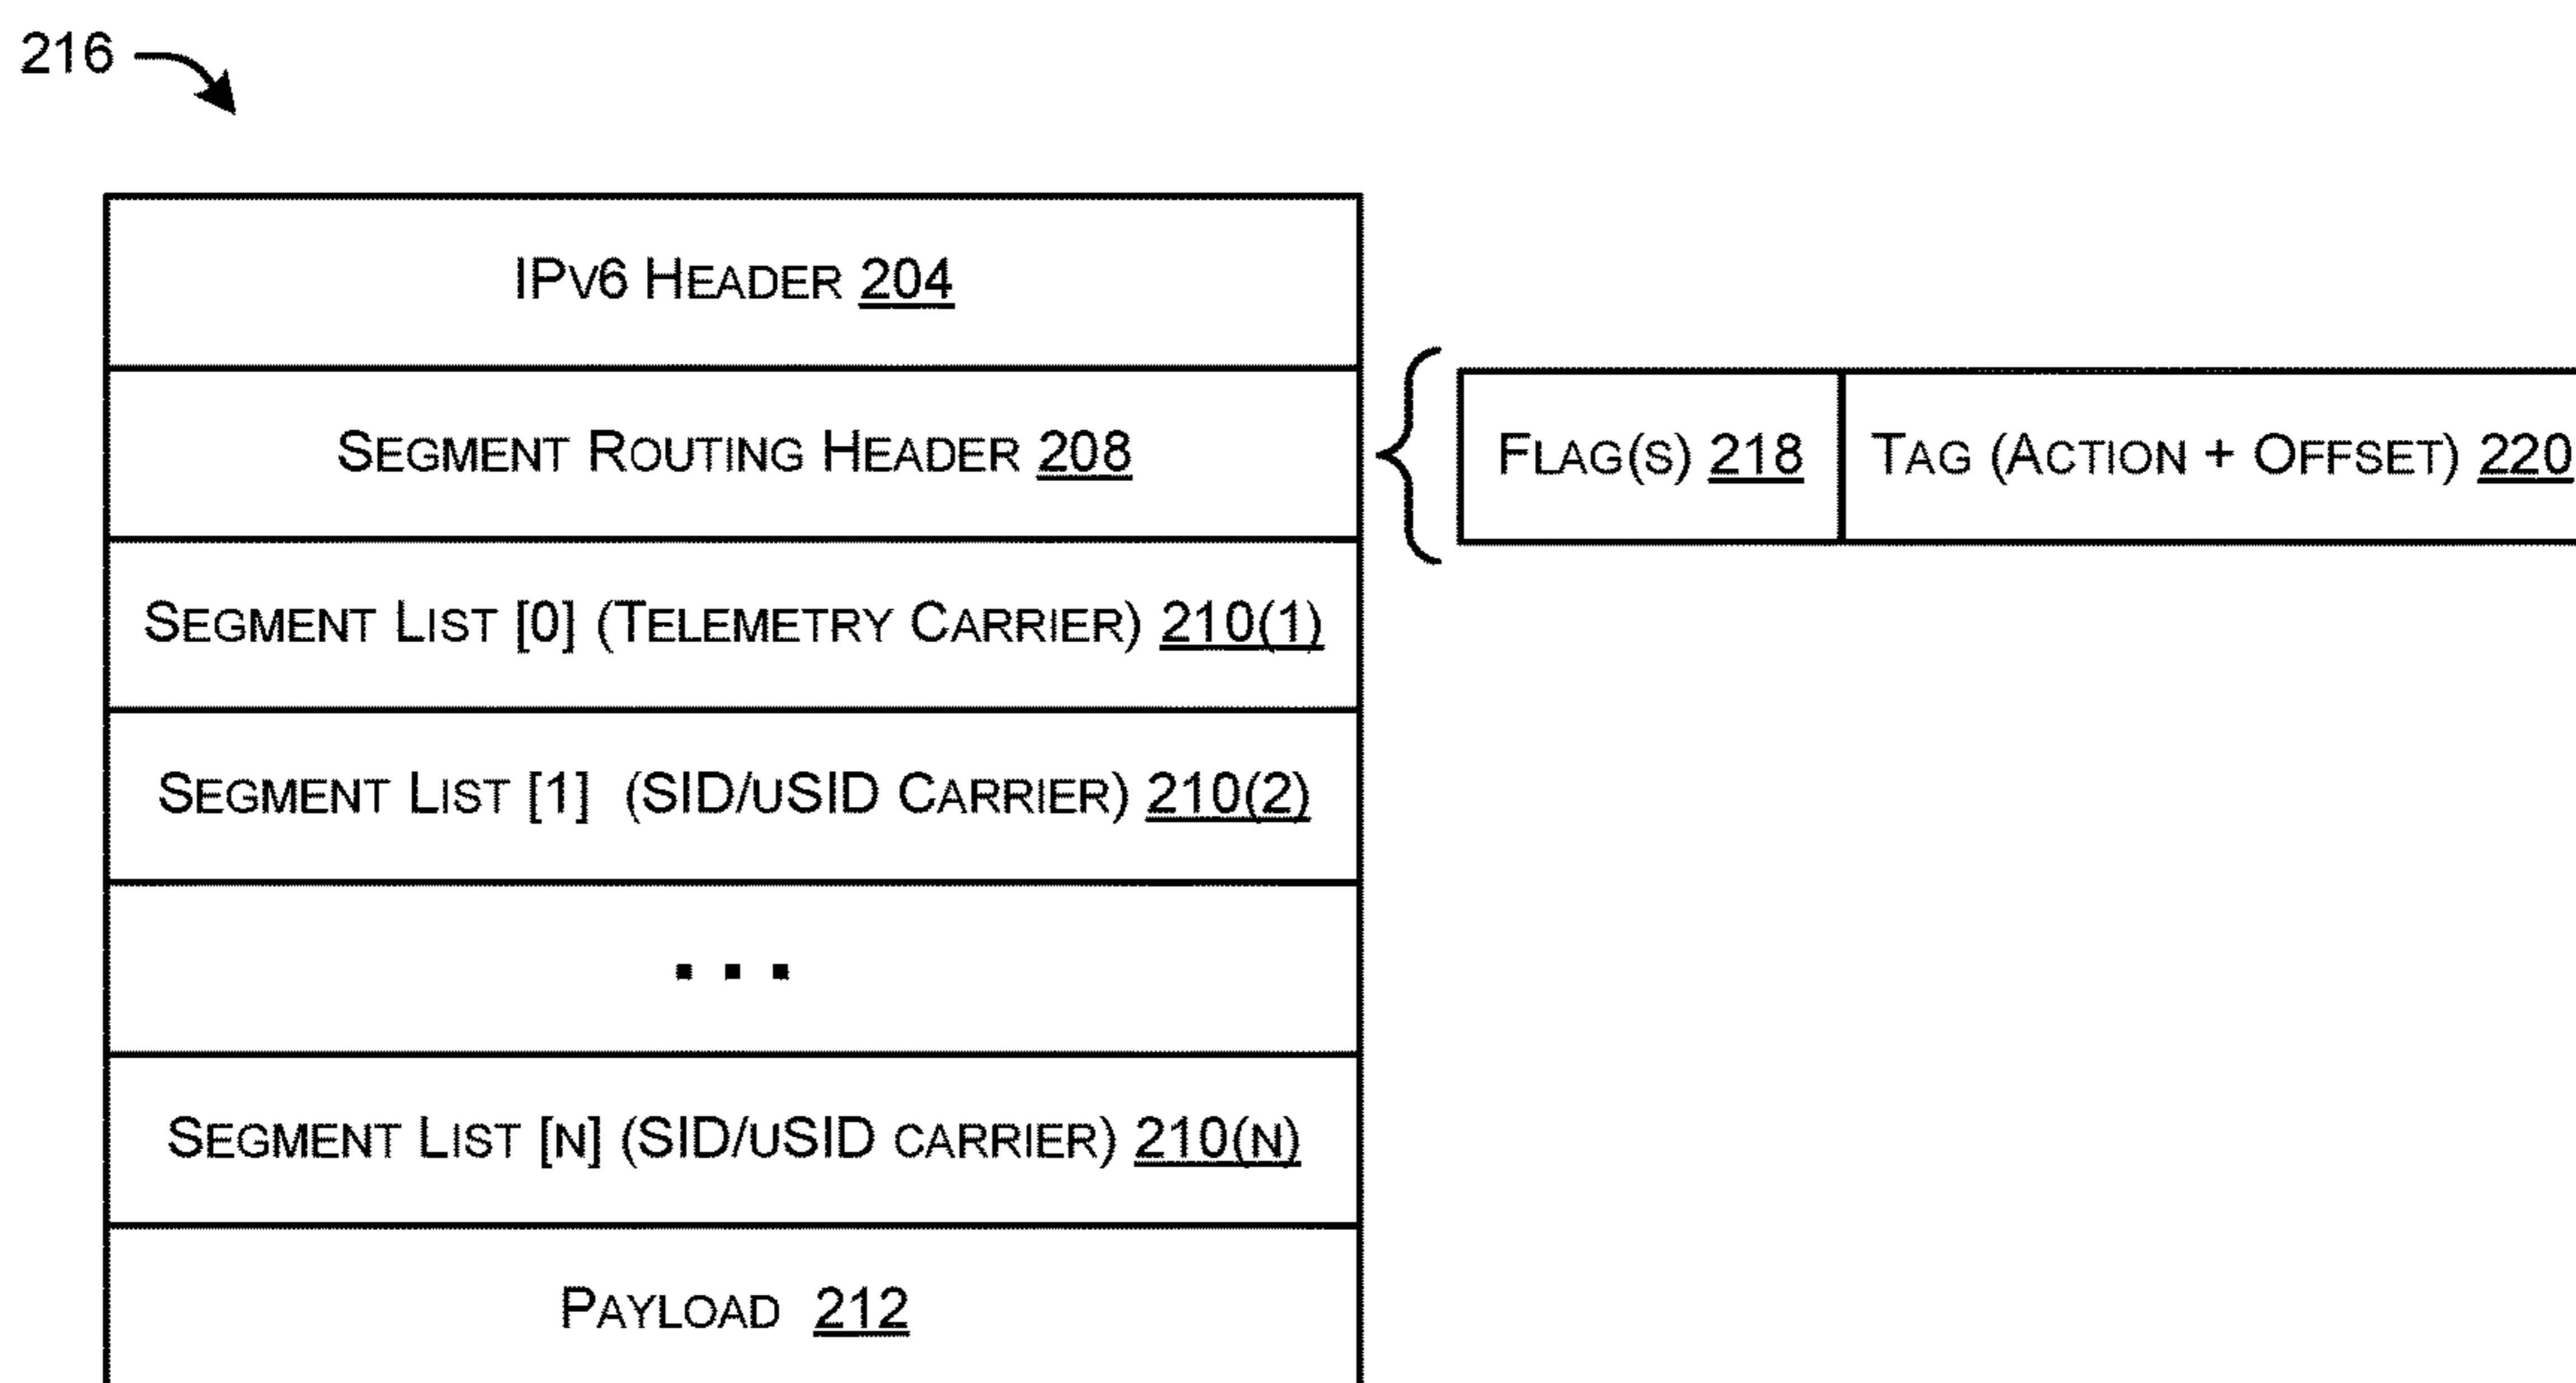 216
IPv6 Header 204
Segment Routing Header 208
Flag(s) 218
Tag (Action + Offset) 220
Segment List [0] (Telemetry Carrier) 210(1)
Segment List [1] (SID/uSID Carrier) 210(2)
...
Segment List [N] (SID/uSID carrier) 210(N)
Payload 212